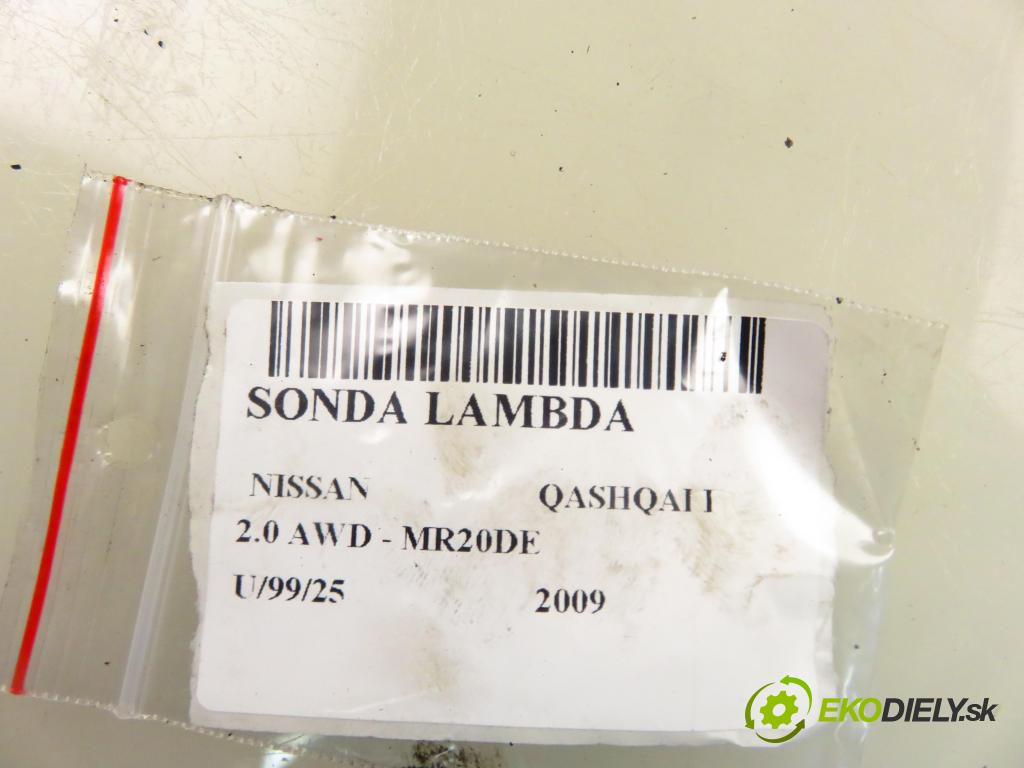 SONDA LAMBDA
NISSAN QASHQAI I
2.0 AWD - MR20DE
U/99/25 2009
EKODIELY.sk